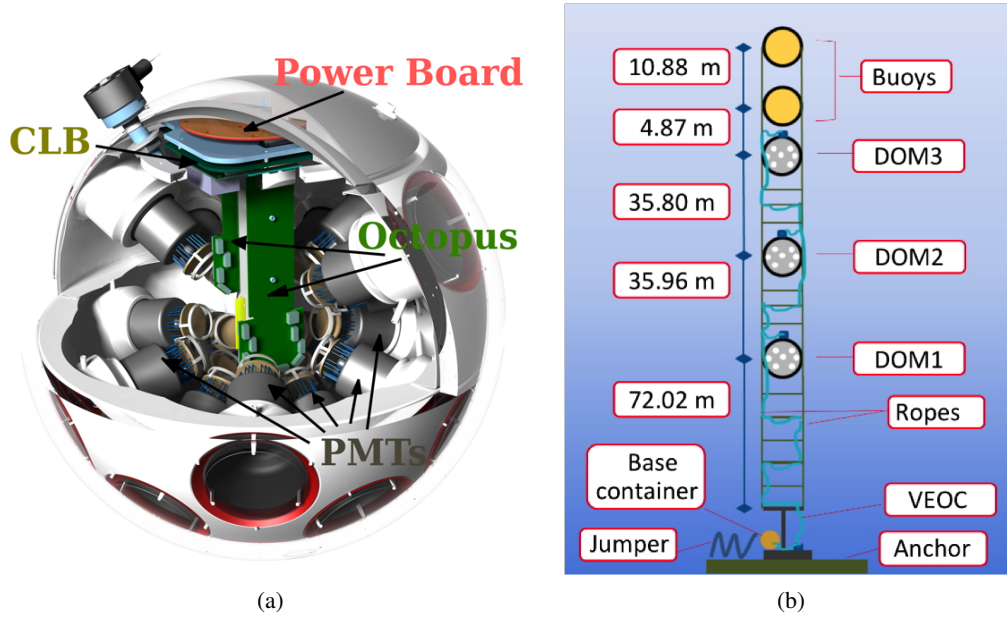 Power Board
CLB
Octopus
PMTs
(a)
10.88 m
Buoys
4.87 m
DOM3
35.80 m
DOM2
35.96 m
DOM1
72.02 m
Ropes
Base
container
VEOC
Jumper
Anchor
(b)